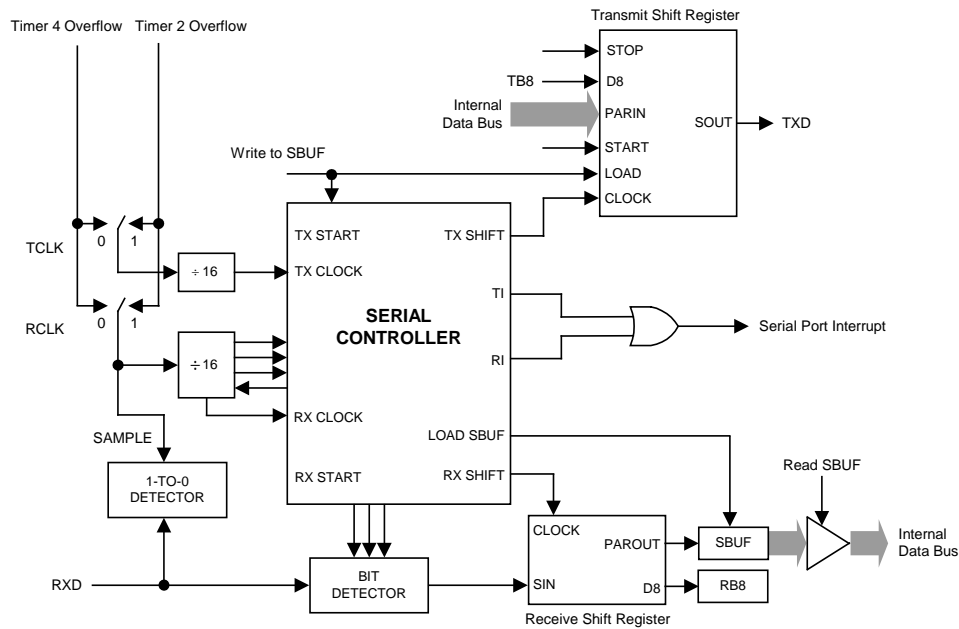 Transmit Shift Register
Timer 4 Overflow
Timer 2 Overflow
STOP
TB8
D8
Internal
Data Bus
PARIN
SOUT
TXD
START
Write to SBUF
LOAD
CLOCK
TX START
TX SHIFT
TCLK
0
1
÷ 16
TX CLOCK
TI
RCLK
0
1
SERIAL
CONTROLLER
Serial Port Interrupt
÷ 16
RI
RX CLOCK
SAMPLE
LOAD SBUF
1-TO-0
DETECTOR
RX START
RX SHIFT
Read SBUF
CLOCK
PAROUT
SBUF
Internal
Data Bus
RXD
BIT
DETECTOR
SIN
D8
RB8
Receive Shift Register